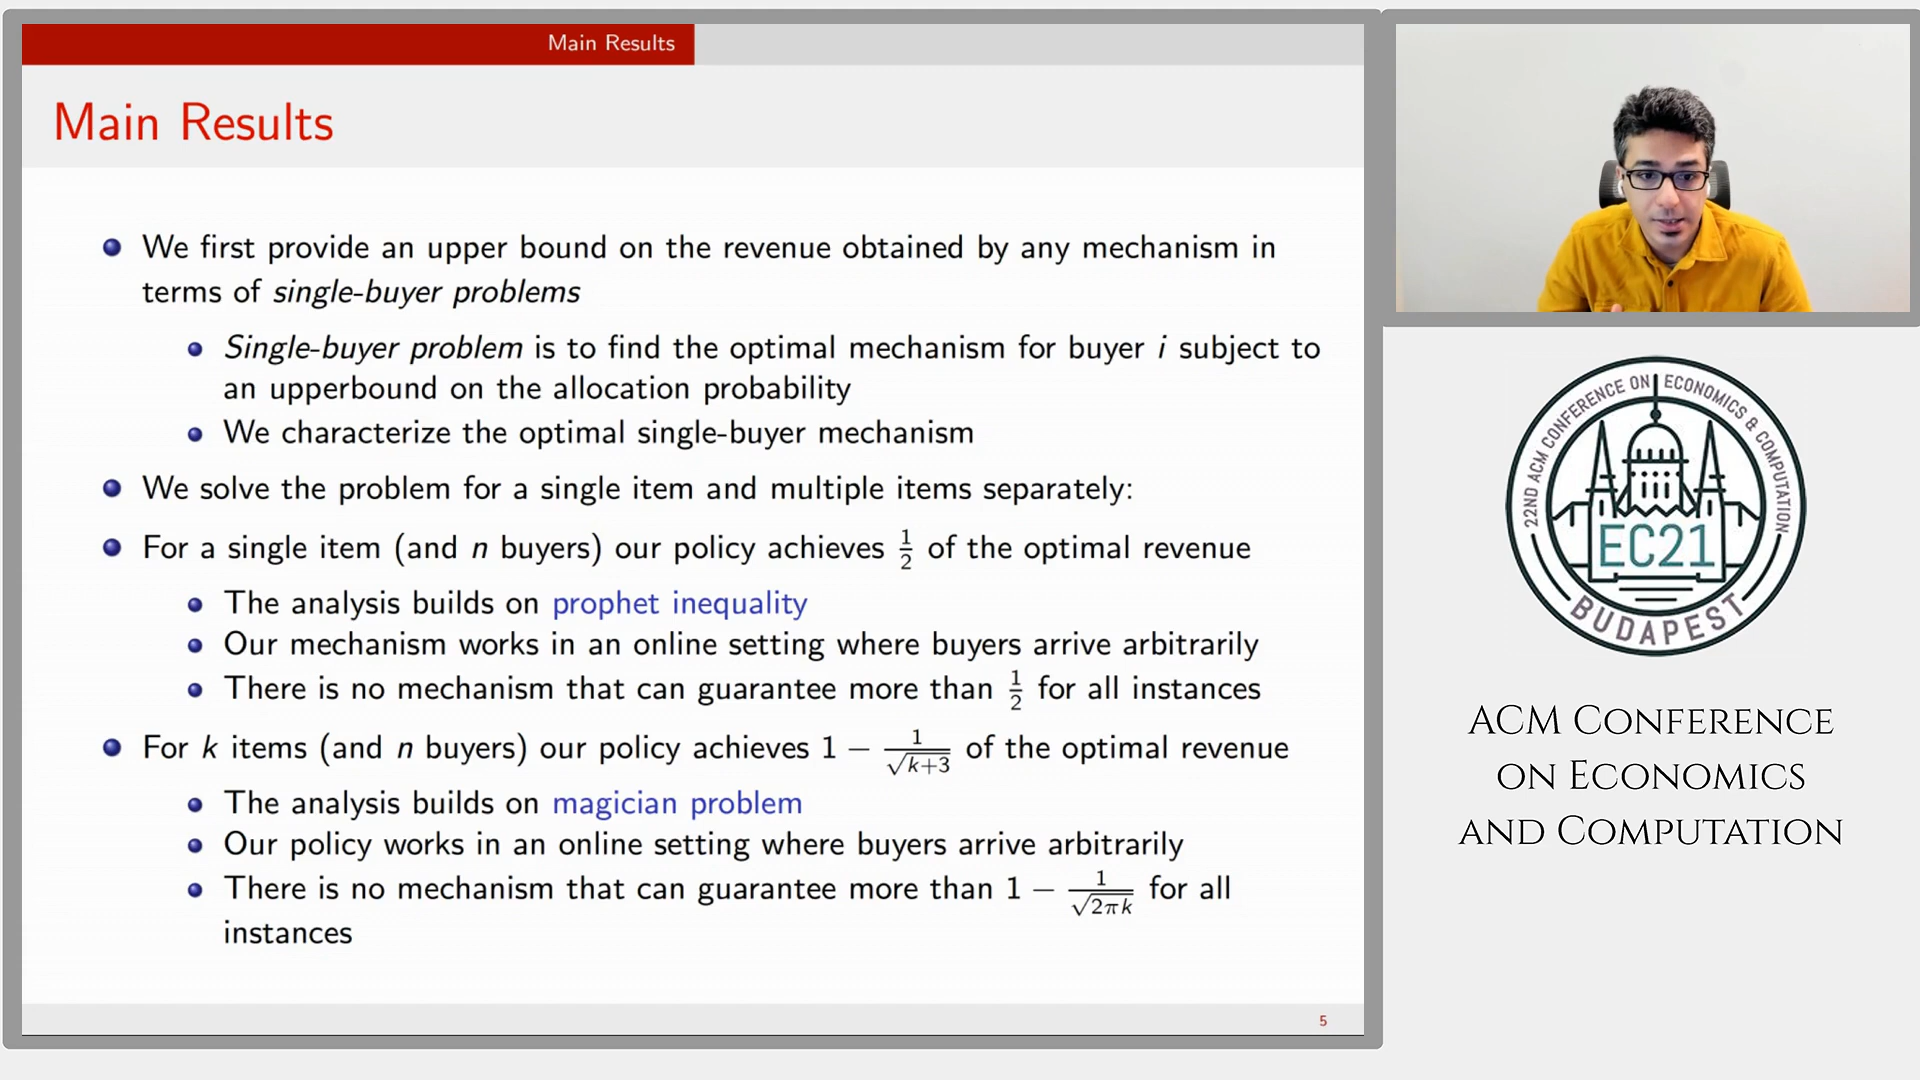 Main Results
Main Results
We first provide an upper bound on the revenue obtained by any mechanism in
terms of single-buyer problems
Single-buyer problem is to find the optimal mechanism for buyer i subject to
an upperbound on the allocation probability
We characterize the optimal single-buyer mechanism
We solve the problem for a single item and multiple items separately:
For a single item (and n buyers) our policy achieves 1/2 of the optimal revenue
The analysis builds on prophet inequality
Our mechanism works in an online setting where buyers arrive arbitrarily
There is no mechanism that can guarantee more than 1/2 for all instances
For k items (and n buyers) our policy achieves 1 − 1/√(k+3) of the optimal revenue
The analysis builds on magician problem
Our policy works in an online setting where buyers arrive arbitrarily
There is no mechanism that can guarantee more than 1 − 1/√(2πk) for all
instances
5
22ND ACM CONFERENCE ON ECONOMICS & COMPUTATION
EC21
BUDAPEST
ACM Conference
on Economics
and Computation